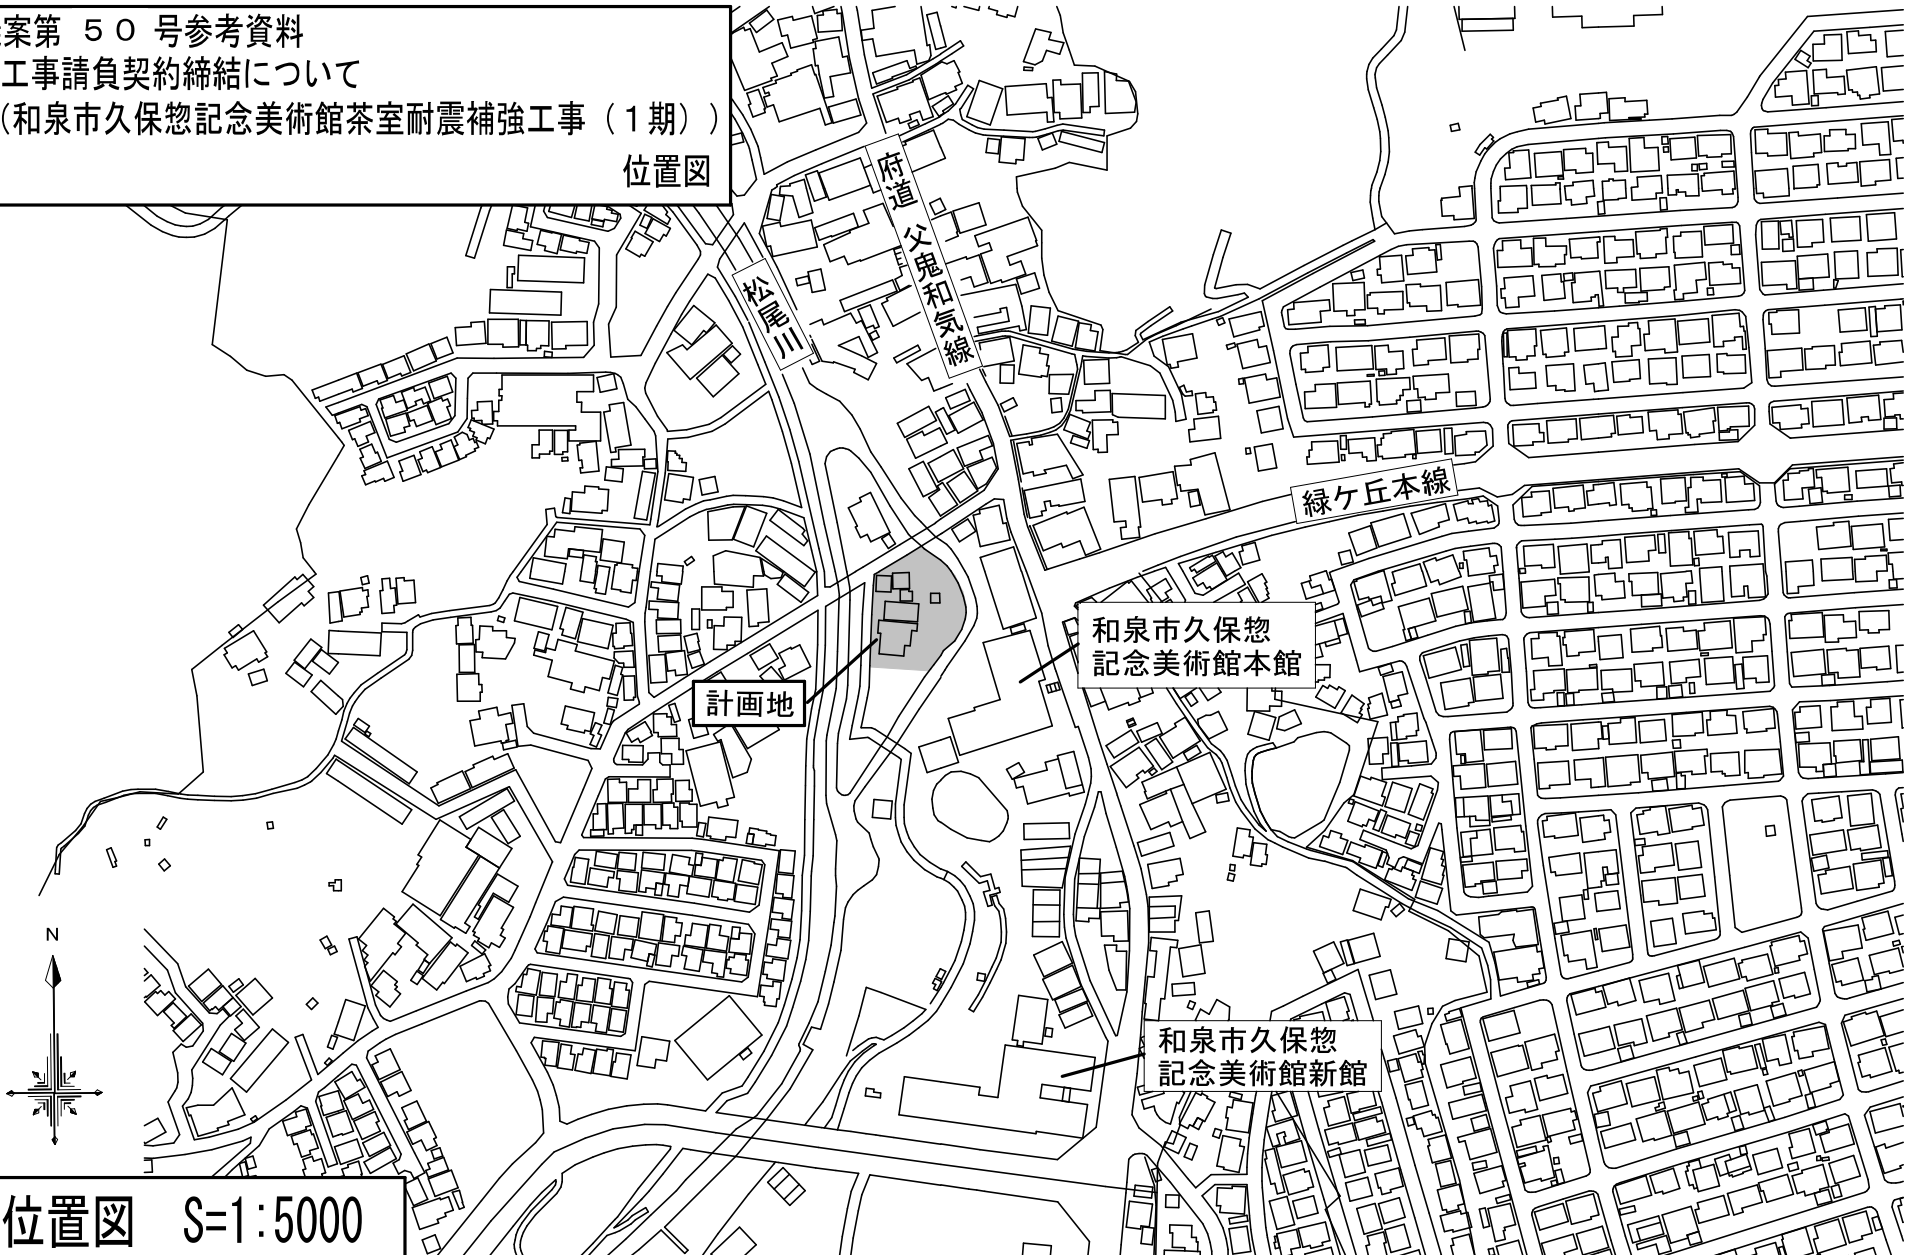 案第 ５０ 号参考資料
工事請負契約締結について
（和泉市久保惣記念美術館茶室耐震補強工事（１期））
位置図
府道 父鬼和気線
松尾川
緑ケ丘本線
和泉市久保惣
記念美術館本館
計画地
N
和泉市久保惣
記念美術館新館
位置図 S=1:5000